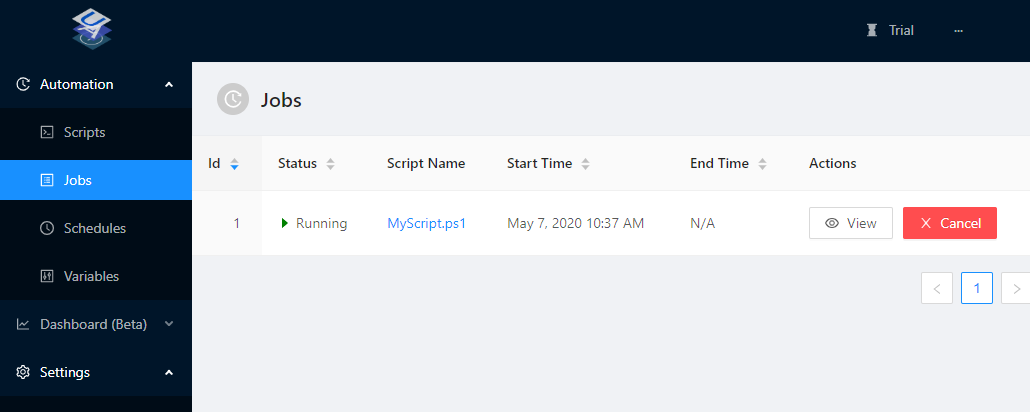 Trial
Automation
Scripts
Jobs
Schedules
Variables
Dashboard (Beta)
Settings
Jobs
Id Status Script Name Start Time End Time Actions
1 Running MyScript.ps1 May 7, 2020 10:37 AM N/A View Cancel
1